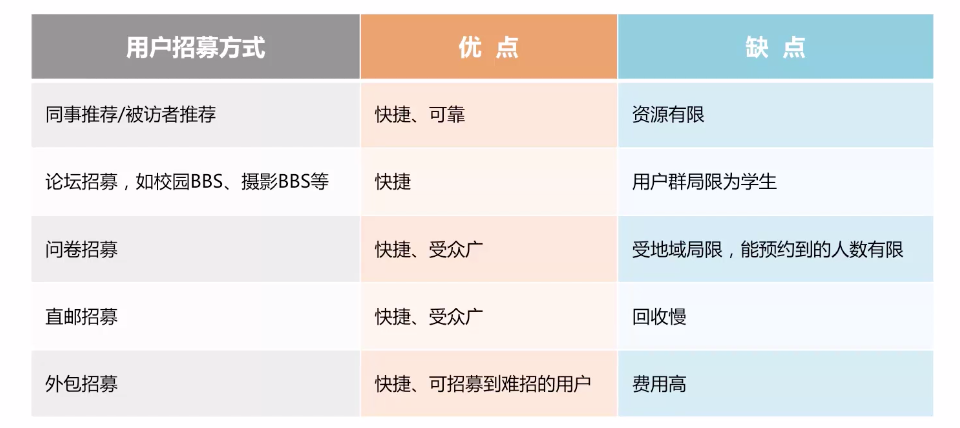 用户招募方式 优 点 缺 点
同事推荐/被访者推荐 快捷、可靠 资源有限
论坛招募，如校园BBS、摄影BBS等 快捷 用户群局限为学生
问卷招募 快捷、受众广 受地域局限，能预约到的人数有限
直邮招募 快捷、受众广 回收慢
外包招募 快捷、可招募到难招的用户 费用高